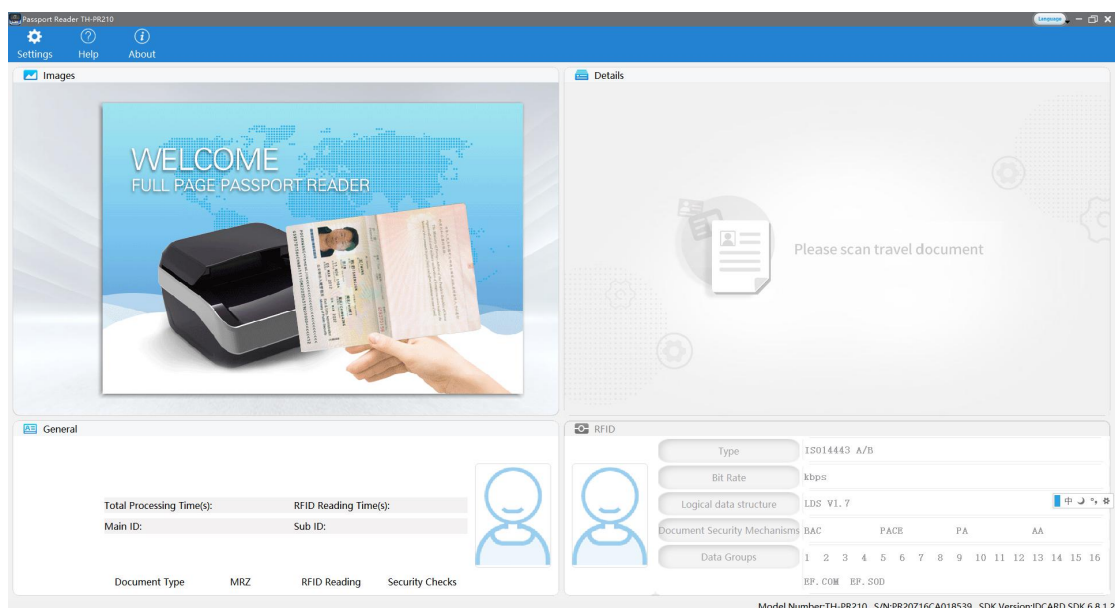 Passport Reader TH-PR210
Language
Settings Help About
Images
WELCOME
FULL PAGE PASSPORT READER
Details
Please scan travel document
General
Total Processing Time(s): RFID Reading Time(s):
Main ID: Sub ID:
Document Type MRZ RFID Reading Security Checks
RFID
Type ISO14443 A/B
Bit Rate kbps
Logical data structure LDS V1.7
中
Document Security Mechanisms BAC PACE PA AA
Data Groups 1 2 3 4 5 6 7 8 9 10 11 12 13 14 15 16
EF.COM EF.SOD
Model Number:TH-PR210 S/N:PR20Z16CA018539 SDK Version:IDCARD SDK 6.8.1.2